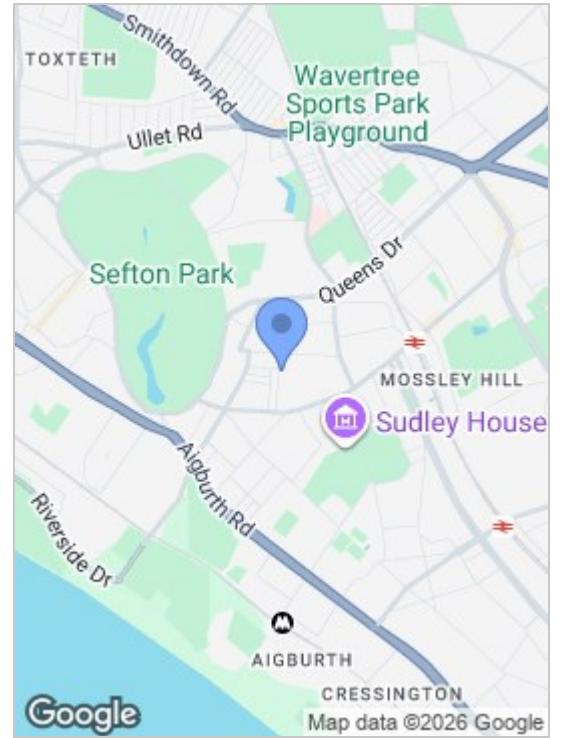 TOXTETH
Smithdown Rd
Wavertree
Sports Park
Playground
Ullet Rd
Sefton Park
Queens Dr
MOSSLEY HILL
Sudley House
Aigburth Rd
Riverside Dr
M
AIGBURTH
CRESSINGTON
Google
Map data ©2026 Google